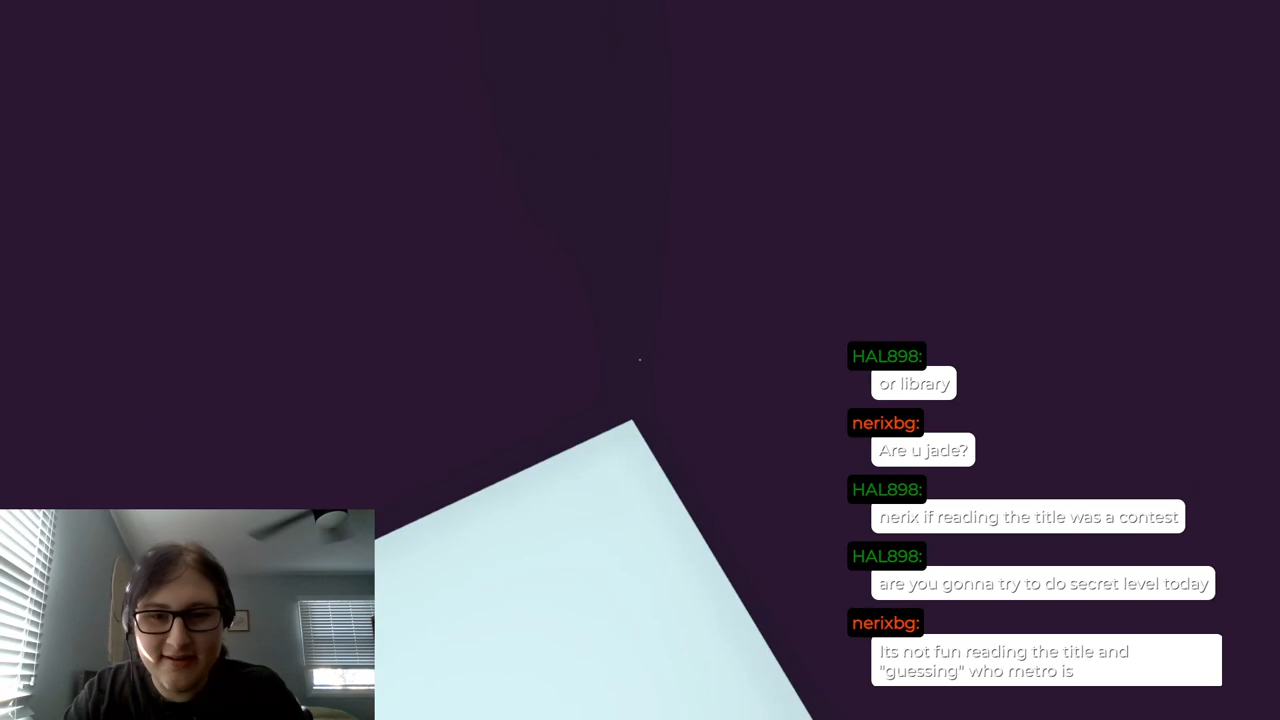 HAL898:
or library
nerixbg:
Are u jade?
HAL898:
nerix if reading the title was a contest
HAL898:
are you gonna try to do secret level today
nerixbg:
Its not fun reading the title and
"guessing" who metro is